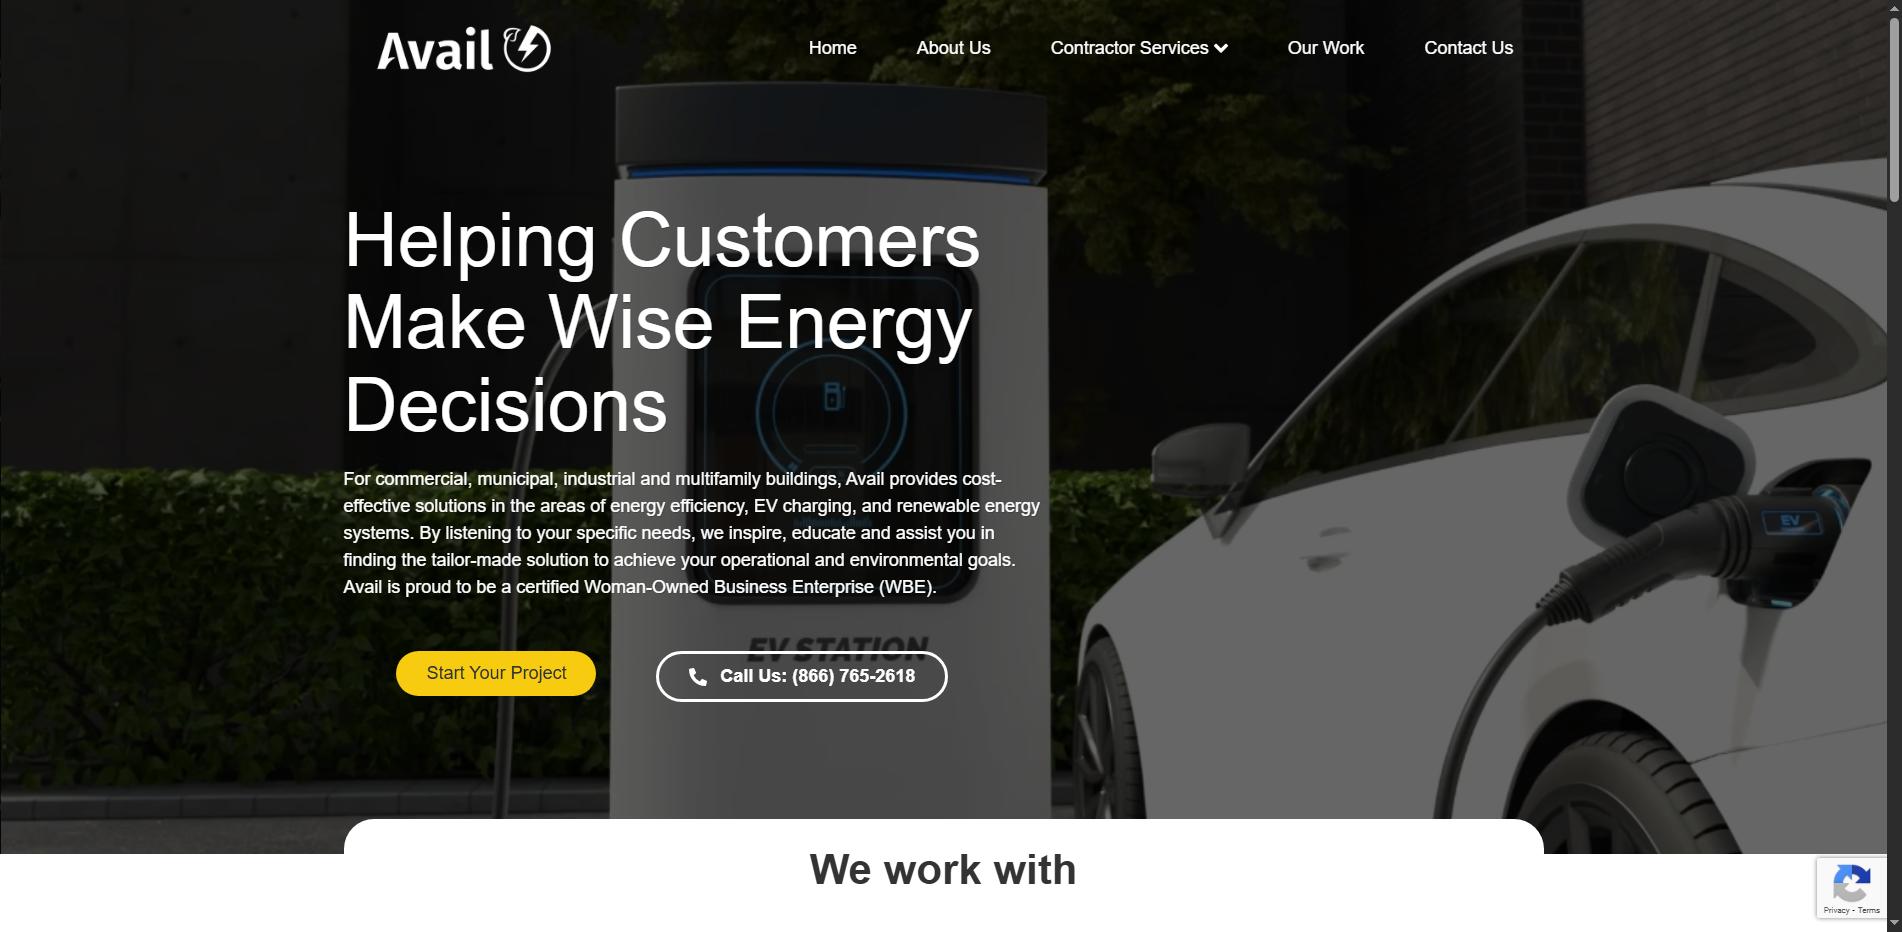 Avail
Home
About Us
Contractor Services
Our Work
Contact Us
Helping Customers
Make Wise Energy
Decisions
For commercial, municipal, industrial and multifamily buildings, Avail provides cost-
effective solutions in the areas of energy efficiency, EV charging, and renewable energy
systems. By listening to your specific needs, we inspire, educate and assist you in
finding the tailor-made solution to achieve your operational and environmental goals.
Avail is proud to be a certified Woman-Owned Business Enterprise (WBE).
EV
EV STATION
Start Your Project
Call Us: (866) 765-2618
We work with
Privacy - Terms